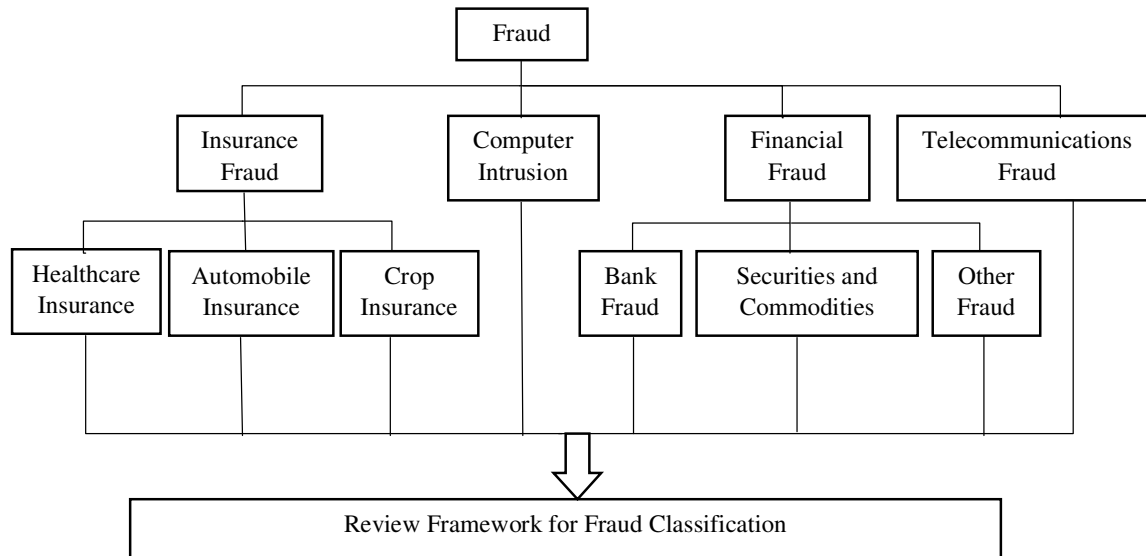 Fraud
Insurance
Fraud
Computer
Intrusion
Financial
Fraud
Telecommunications
Fraud
Healthcare
Insurance
Automobile
Insurance
Crop
Insurance
Bank
Fraud
Securities and
Commodities
Other
Fraud
Review Framework for Fraud Classification